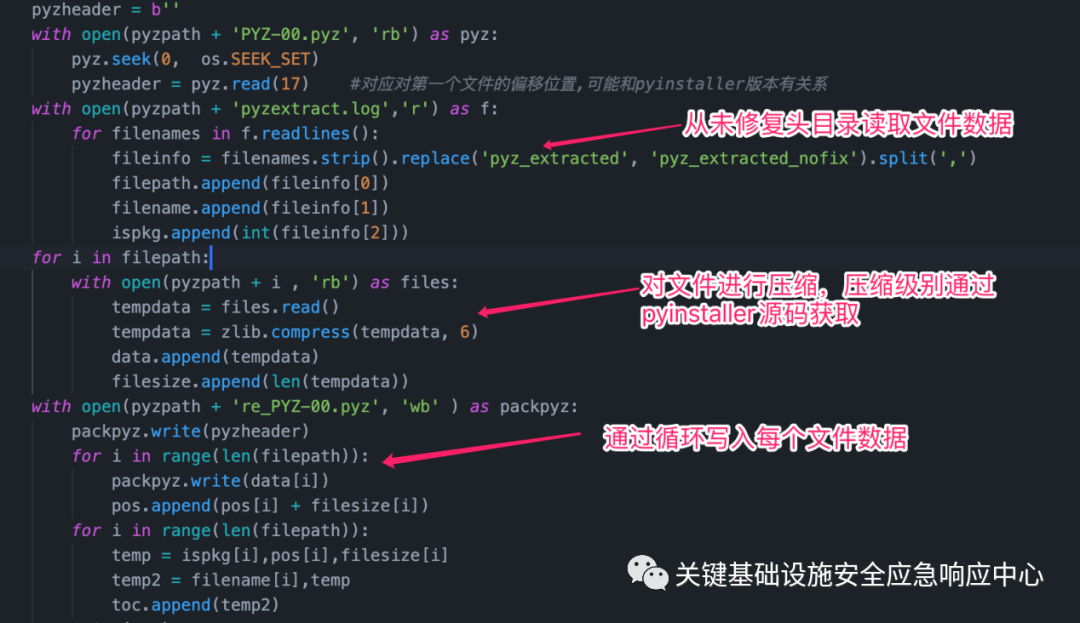 pyzheader = b''
with open(pyzpath + 'PYZ-00.pyz', 'rb') as pyz:
    pyz.seek(0,  os.SEEK_SET)
    pyzheader = pyz.read(17)    #对应对第一个文件的偏移位置,可能和pyinstaller版本有关系
with open(pyzpath + 'pyzextract.log','r') as f:
从未修复头目录读取文件数据
    for filenames in f.readlines():
        fileinfo = filenames.strip().replace('pyz_extracted', 'pyz_extracted_nofix').split(',')
        filepath.append(fileinfo[0])
        filename.append(fileinfo[1])
        ispkg.append(int(fileinfo[2]))
for i in filepath:
    with open(pyzpath + i , 'rb') as files:
对文件进行压缩，压缩级别通过
pyinstaller源码获取
        tempdata = files.read()
        tempdata = zlib.compress(tempdata, 6)
        data.append(tempdata)
        filesize.append(len(tempdata))
with open(pyzpath + 're_PYZ-00.pyz', 'wb' ) as packpyz:
    packpyz.write(pyzheader)
通过循环写入每个文件数据
    for i in range(len(filepath)):
        packpyz.write(data[i])
        pos.append(pos[i] + filesize[i])
    for i in range(len(filepath)):
        temp = ispkg[i],pos[i],filesize[i]
        temp2 = filename[i],temp
        toc.append(temp2)
关键基础设施安全应急响应中心